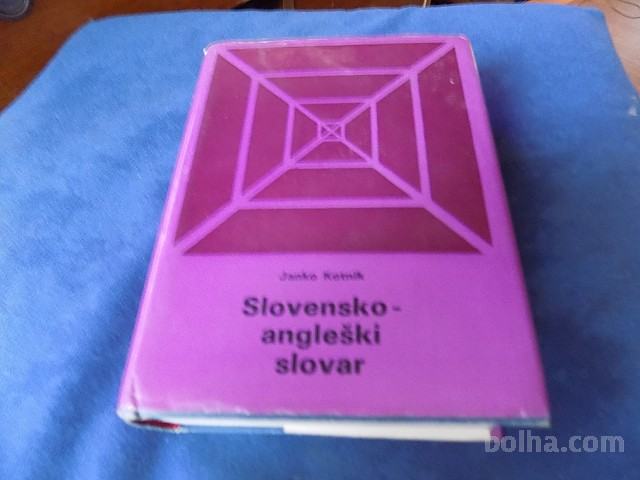 Janko Kotnik
Slovensko-
angleški
slovar
bolha.com